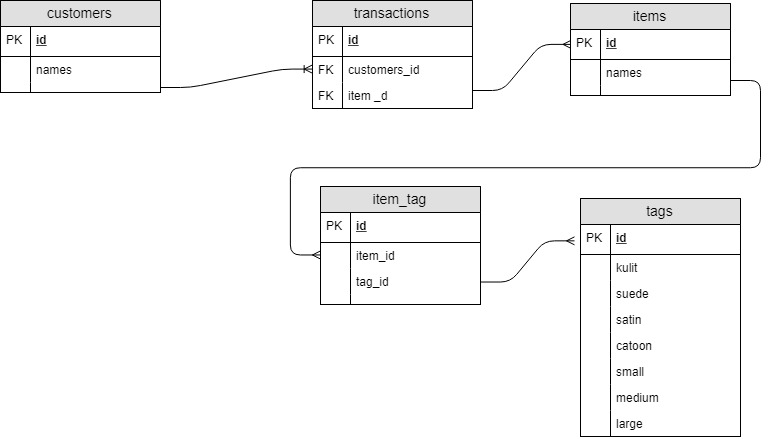 customers
PK id
names
transactions
PK id
FK customers_id
FK item _d
items
PK id
names
item_tag
PK id
item_id
tag_id
tags
PK id
kulit
suede
satin
catoon
small
medium
large